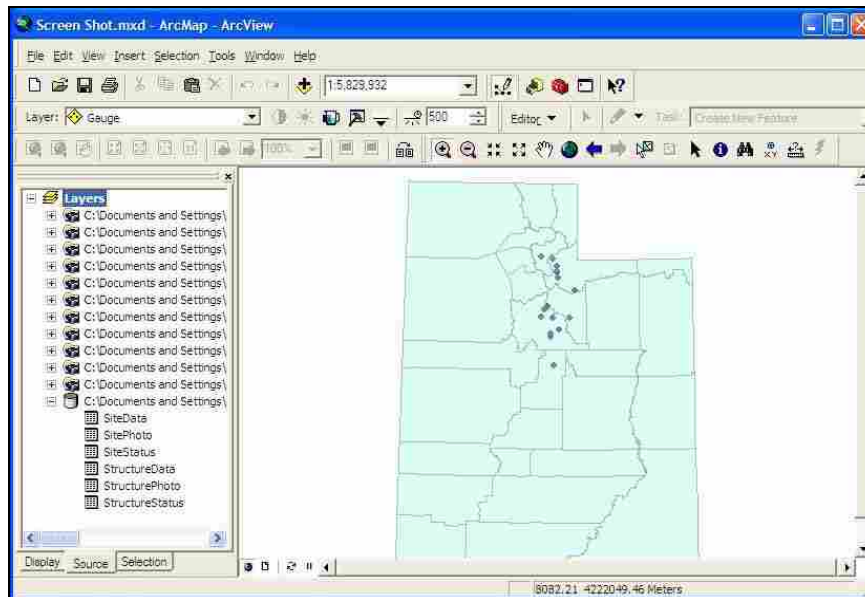 Screen Shot.mxd - ArcMap - ArcView
File Edit View Insert Selection Tools Window Help
1:5,829,932
Layer: Gauge 500 Editor Task: Create New Feature
100%
Layers
C:\Documents and Settings\
C:\Documents and Settings\
C:\Documents and Settings\
C:\Documents and Settings\
C:\Documents and Settings\
C:\Documents and Settings\
C:\Documents and Settings\
C:\Documents and Settings\
C:\Documents and Settings\
C:\Documents and Settings\
C:\Documents and Settings\
C:\Documents and Settings\
SiteData
SitePhoto
SiteStatus
StructureData
StructurePhoto
StructureStatus
Display Source Selection
8082.21 4222049.46 Meters